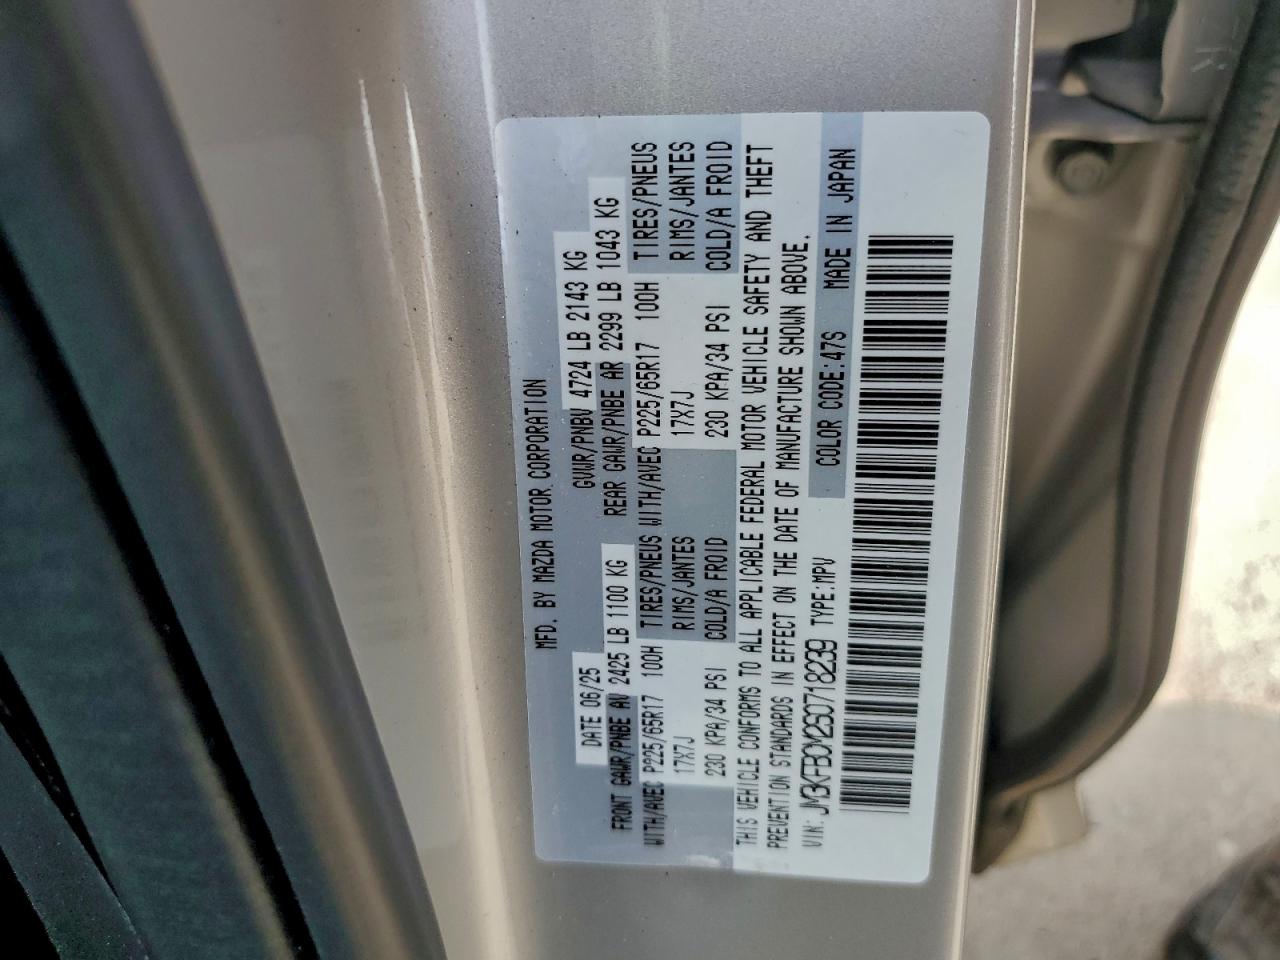 MFD. BY MAZDA MOTOR CORPORATION
DATE 06/25 GVWR/PNBV 4724 LB 2143 KG
FRONT GAWR/PNBE AV 2425 LB 1100 KG REAR GAWR/PNBE AR 2299 LB 1043 KG
WITH/AVEC P225/65R17 100H TIRES/PNEUS WITH/AVEC P225/65R17 100H TIRES/PNEUS
17X7J RIMS/JANTES 17X7J RIMS/JANTES
230 KPA/34 PSI COLD/A FROID 230 KPA/34 PSI COLD/A FROID
THIS VEHICLE CONFORMS TO ALL APPLICABLE FEDERAL MOTOR VEHICLE SAFETY AND THEFT
PREVENTION STANDARDS IN EFFECT ON THE DATE OF MANUFACTURE SHOWN ABOVE.
VIN: JM3KFBCY2S0718239 TYPE:MPV COLOR CODE:47S MADE IN JAPAN